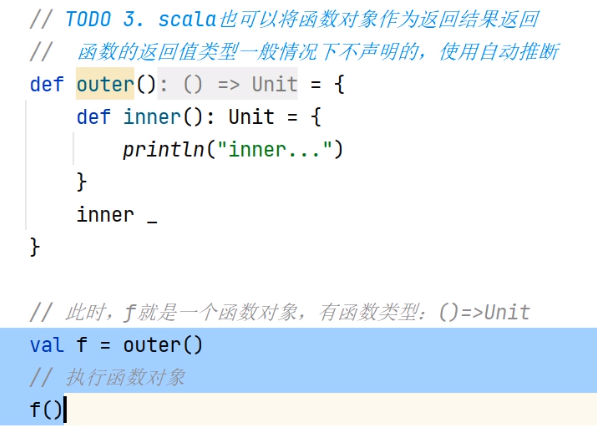 // TODO 3. scala也可以将函数对象作为返回结果返回
//  函数的返回值类型一般情况下不声明的，使用自动推断
def outer(): () => Unit = {
    def inner(): Unit = {
        println("inner...")
    }
    inner _
}
// 此时，f就是一个函数对象，有函数类型：()=>Unit
val f = outer()
// 执行函数对象
f()